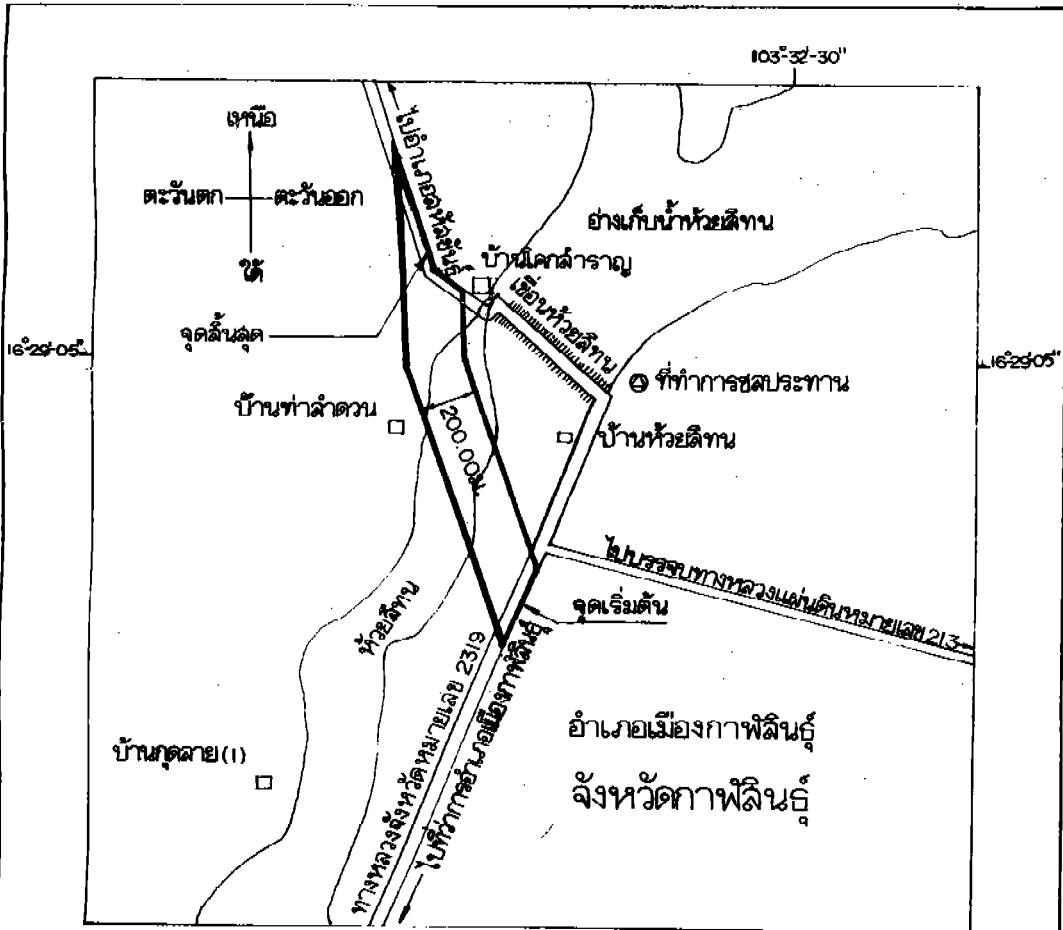 103°-32'-30"
เหนือ
ตะวันตก
ตะวันออก
ใต้
ไปอำเภอสหัสขันธ์
อ่างเก็บน้ำห้วยสีทน
บ้านโคกสำราญ
เขื่อนห้วยสีทน
จุดสิ้นสุด
16°29'05"
16°29'05"
ที่ทำการชลประทาน
บ้านท่าลำดวน
200.00ม.
บ้านห้วยสีทน
ไปบรรจบทางหลวงแผ่นดินหมายเลข 213
ห้วยสีทน
จุดเริ่มต้น
ทางหลวงจังหวัดหมายเลข 2319
ไปที่ว่าการอำเภอเมืองกาฬสินธุ์
อำเภอเมืองกาฬสินธุ์
จังหวัดกาฬสินธุ์
บ้านกุดลาย(1)